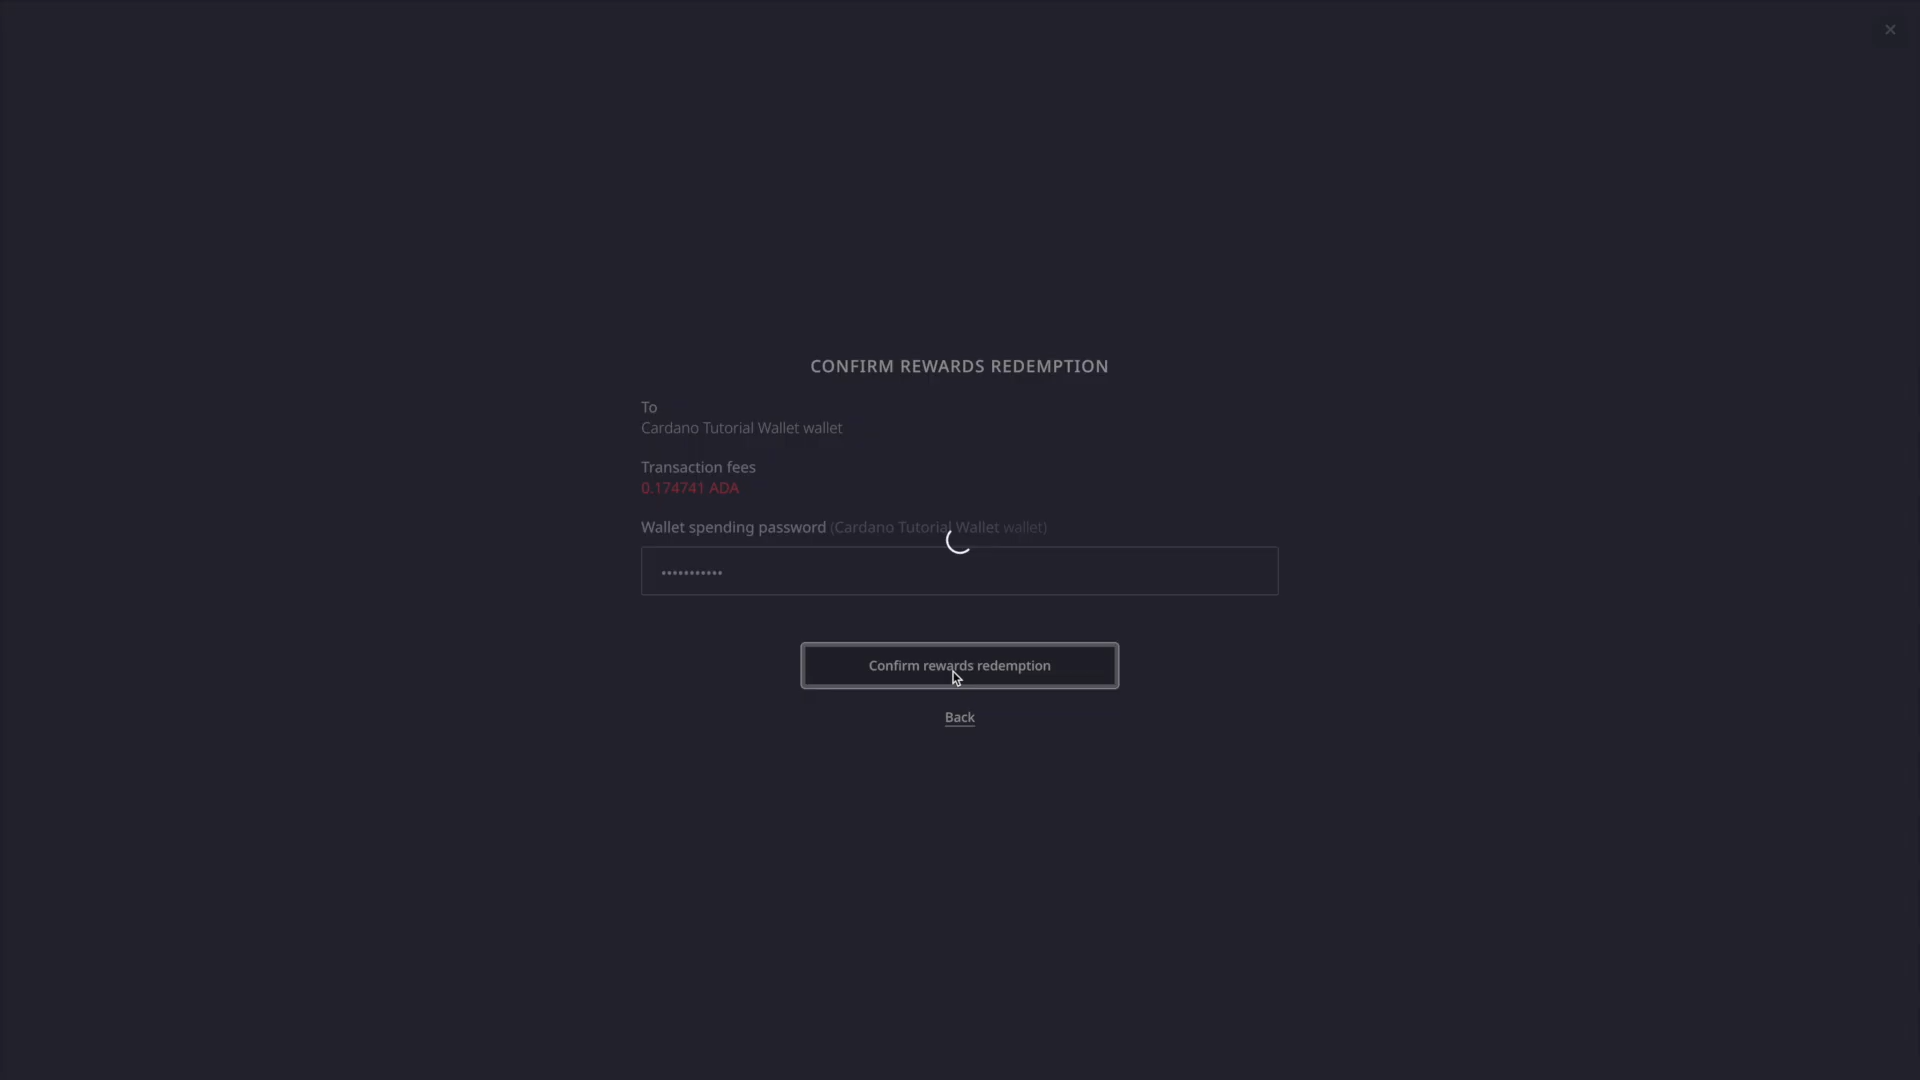 CONFIRM REWARDS REDEMPTION
To
Cardano Tutorial Wallet wallet
Transaction fees
0.174741 ADA
Wallet spending password (Cardano Tutorial Wallet wallet)
Confirm rewards redemption
Back